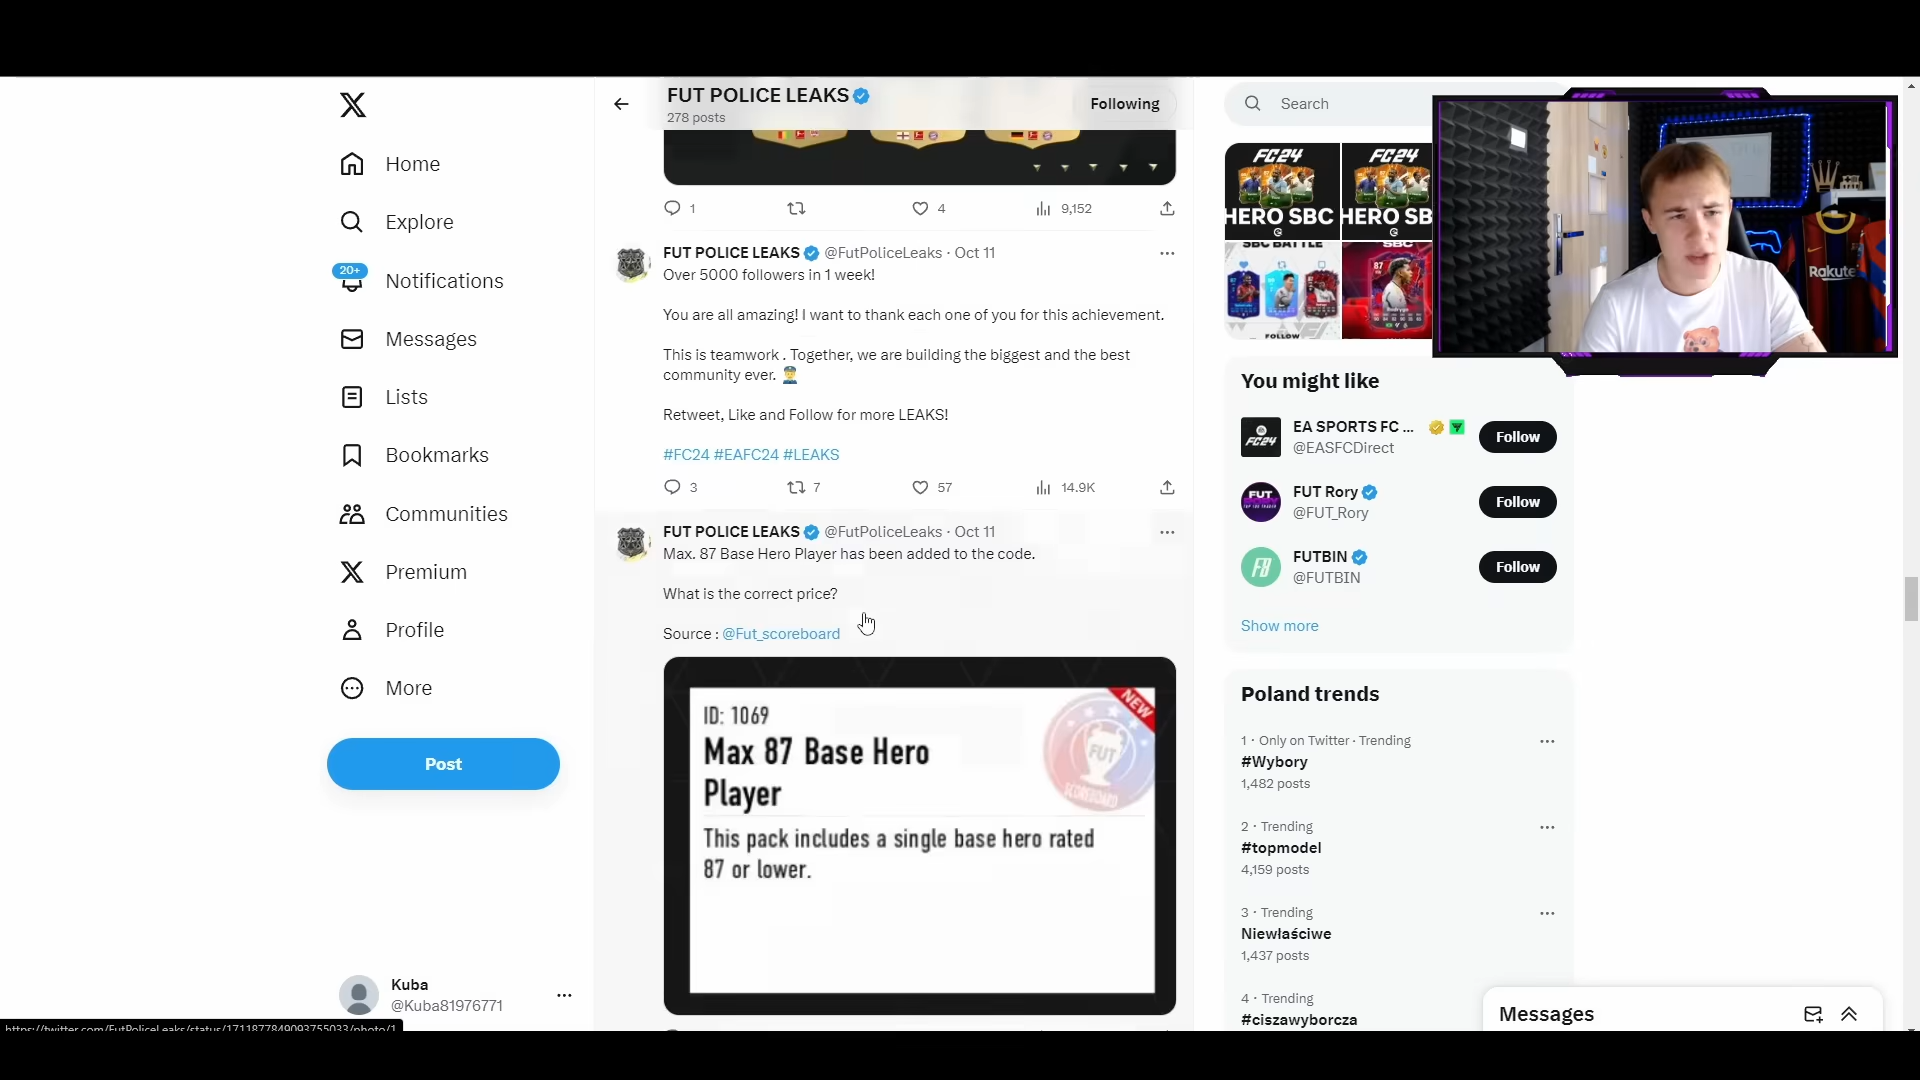 FUT POLICE LEAKS
278 posts
Following
Search
Home
Explore
20+
Notifications
Messages
Lists
Bookmarks
Communities
Premium
Profile
More
Post
Kuba
@Kuba81976771
https://twitter.com/FutPoliceLeaks/status/1711877849093755033/photo/1
1
4
9,152
FUT POLICE LEAKS @FutPoliceLeaks · Oct 11
Over 5000 followers in 1 week!
You are all amazing! I want to thank each one of you for this achievement.
This is teamwork . Together, we are building the biggest and the best
community ever.
Retweet, Like and Follow for more LEAKS!
#FC24 #EAFC24 #LEAKS
3
7
57
14.9K
FUT POLICE LEAKS @FutPoliceLeaks · Oct 11
Max. 87 Base Hero Player has been added to the code.
What is the correct price?
Source : @Fut_scoreboard
ID: 1069
NEW
Max 87 Base Hero
Player
FUT
SCOREBOARD
This pack includes a single base hero rated
87 or lower.
FC24
HERO SBC
FC24
HERO SB
SBC BATTLE
FOLLOW
SBC
87
Rodrygo
Rakute
You might like
EA SPORTS FC ...
@EASFCDirect
Follow
FUT Rory
@FUT_Rory
Follow
FUTBIN
@FUTBIN
Follow
Show more
Poland trends
1 · Only on Twitter · Trending
#Wybory
1,482 posts
2 · Trending
#topmodel
4,159 posts
3 · Trending
Niewłaściwe
1,437 posts
4 · Trending
#ciszawyborcza
Messages